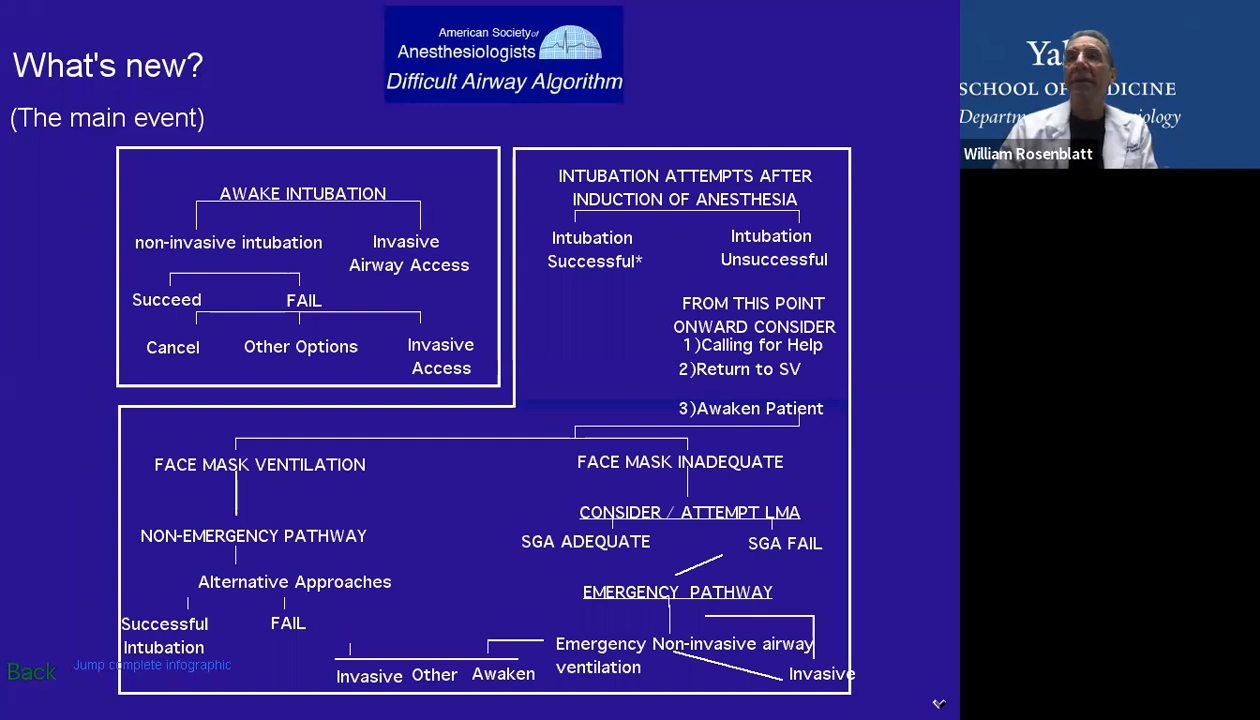 What's new?
(The main event)
American Society of
Anesthesiologists
Difficult Airway Algorithm
AWAKE INTUBATION
non-invasive intubation
Invasive
Airway Access
Succeed
FAIL
Cancel
Other Options
Invasive
Access
INTUBATION ATTEMPTS AFTER
INDUCTION OF ANESTHESIA
Intubation
Successful*
Intubation
Unsuccessful
FROM THIS POINT
ONWARD CONSIDER
1)Calling for Help
2)Return to SV
3)Awaken Patient
FACE MASK VENTILATION
FACE MASK INADEQUATE
CONSIDER / ATTEMPT LMA
NON-EMERGENCY PATHWAY
SGA ADEQUATE
SGA FAIL
Alternative Approaches
EMERGENCY PATHWAY
Successful
Intubation
FAIL
Emergency Non-invasive airway
ventilation
Invasive
Other
Awaken
Invasive
Back
Jump complete infographic
SCHOOL OF
William Rosenblatt